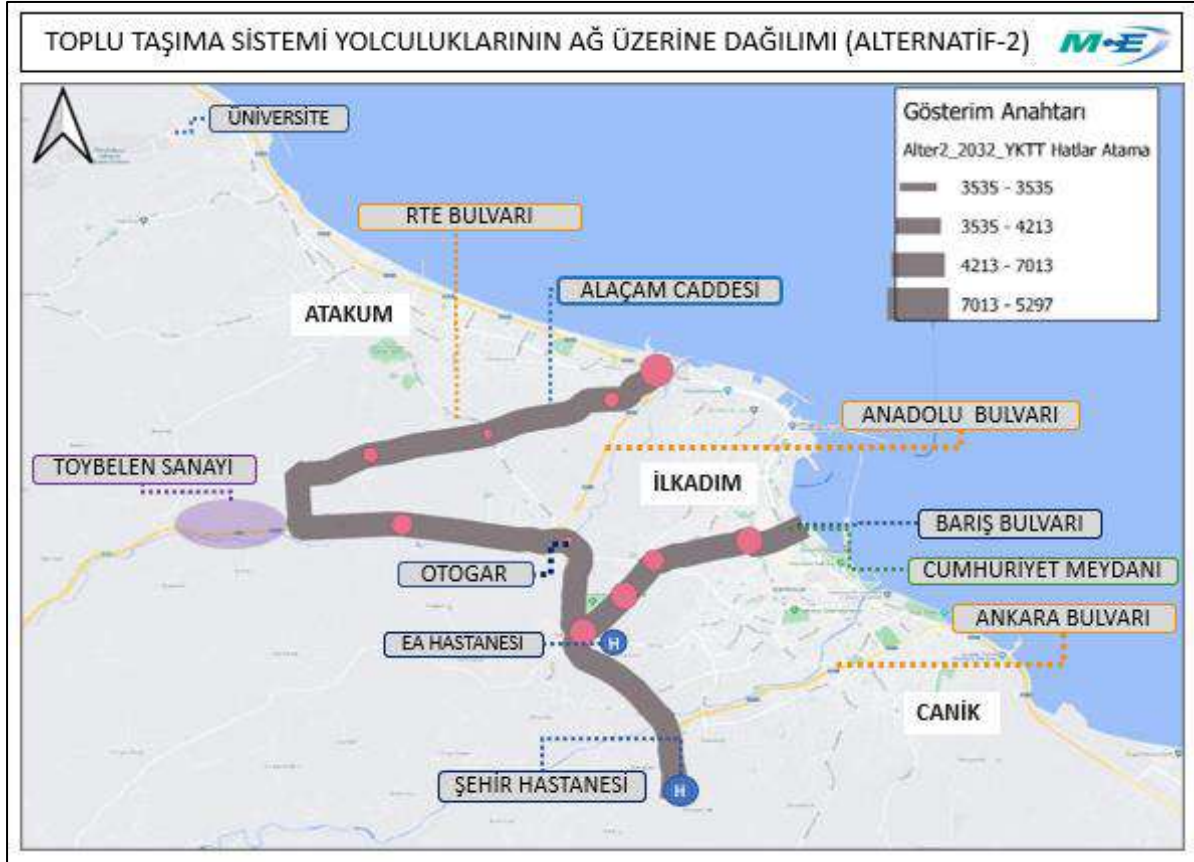 TOPLU TAŞIMA SİSTEMİ YOLCULUKLARININ AĞ ÜZERİNE DAĞILIMI (ALTERNATİF-2)
M•E
ÜNİVERSİTE
Gösterim Anahtarı
Alter2_2032_YKTT Hatlar Atama
3535 - 3535
3535 - 4213
4213 - 7013
7013 - 5297
RTE BULVARI
ALAÇAM CADDESİ
ATAKUM
ANADOLU BULVARI
TOYBELEN SANAYİ
İLKADIM
BARIŞ BULVARI
OTOGAR
CUMHURİYET MEYDANI
ANKARA BULVARI
EA HASTANESİ
H
CANİK
ŞEHİR HASTANESİ
H